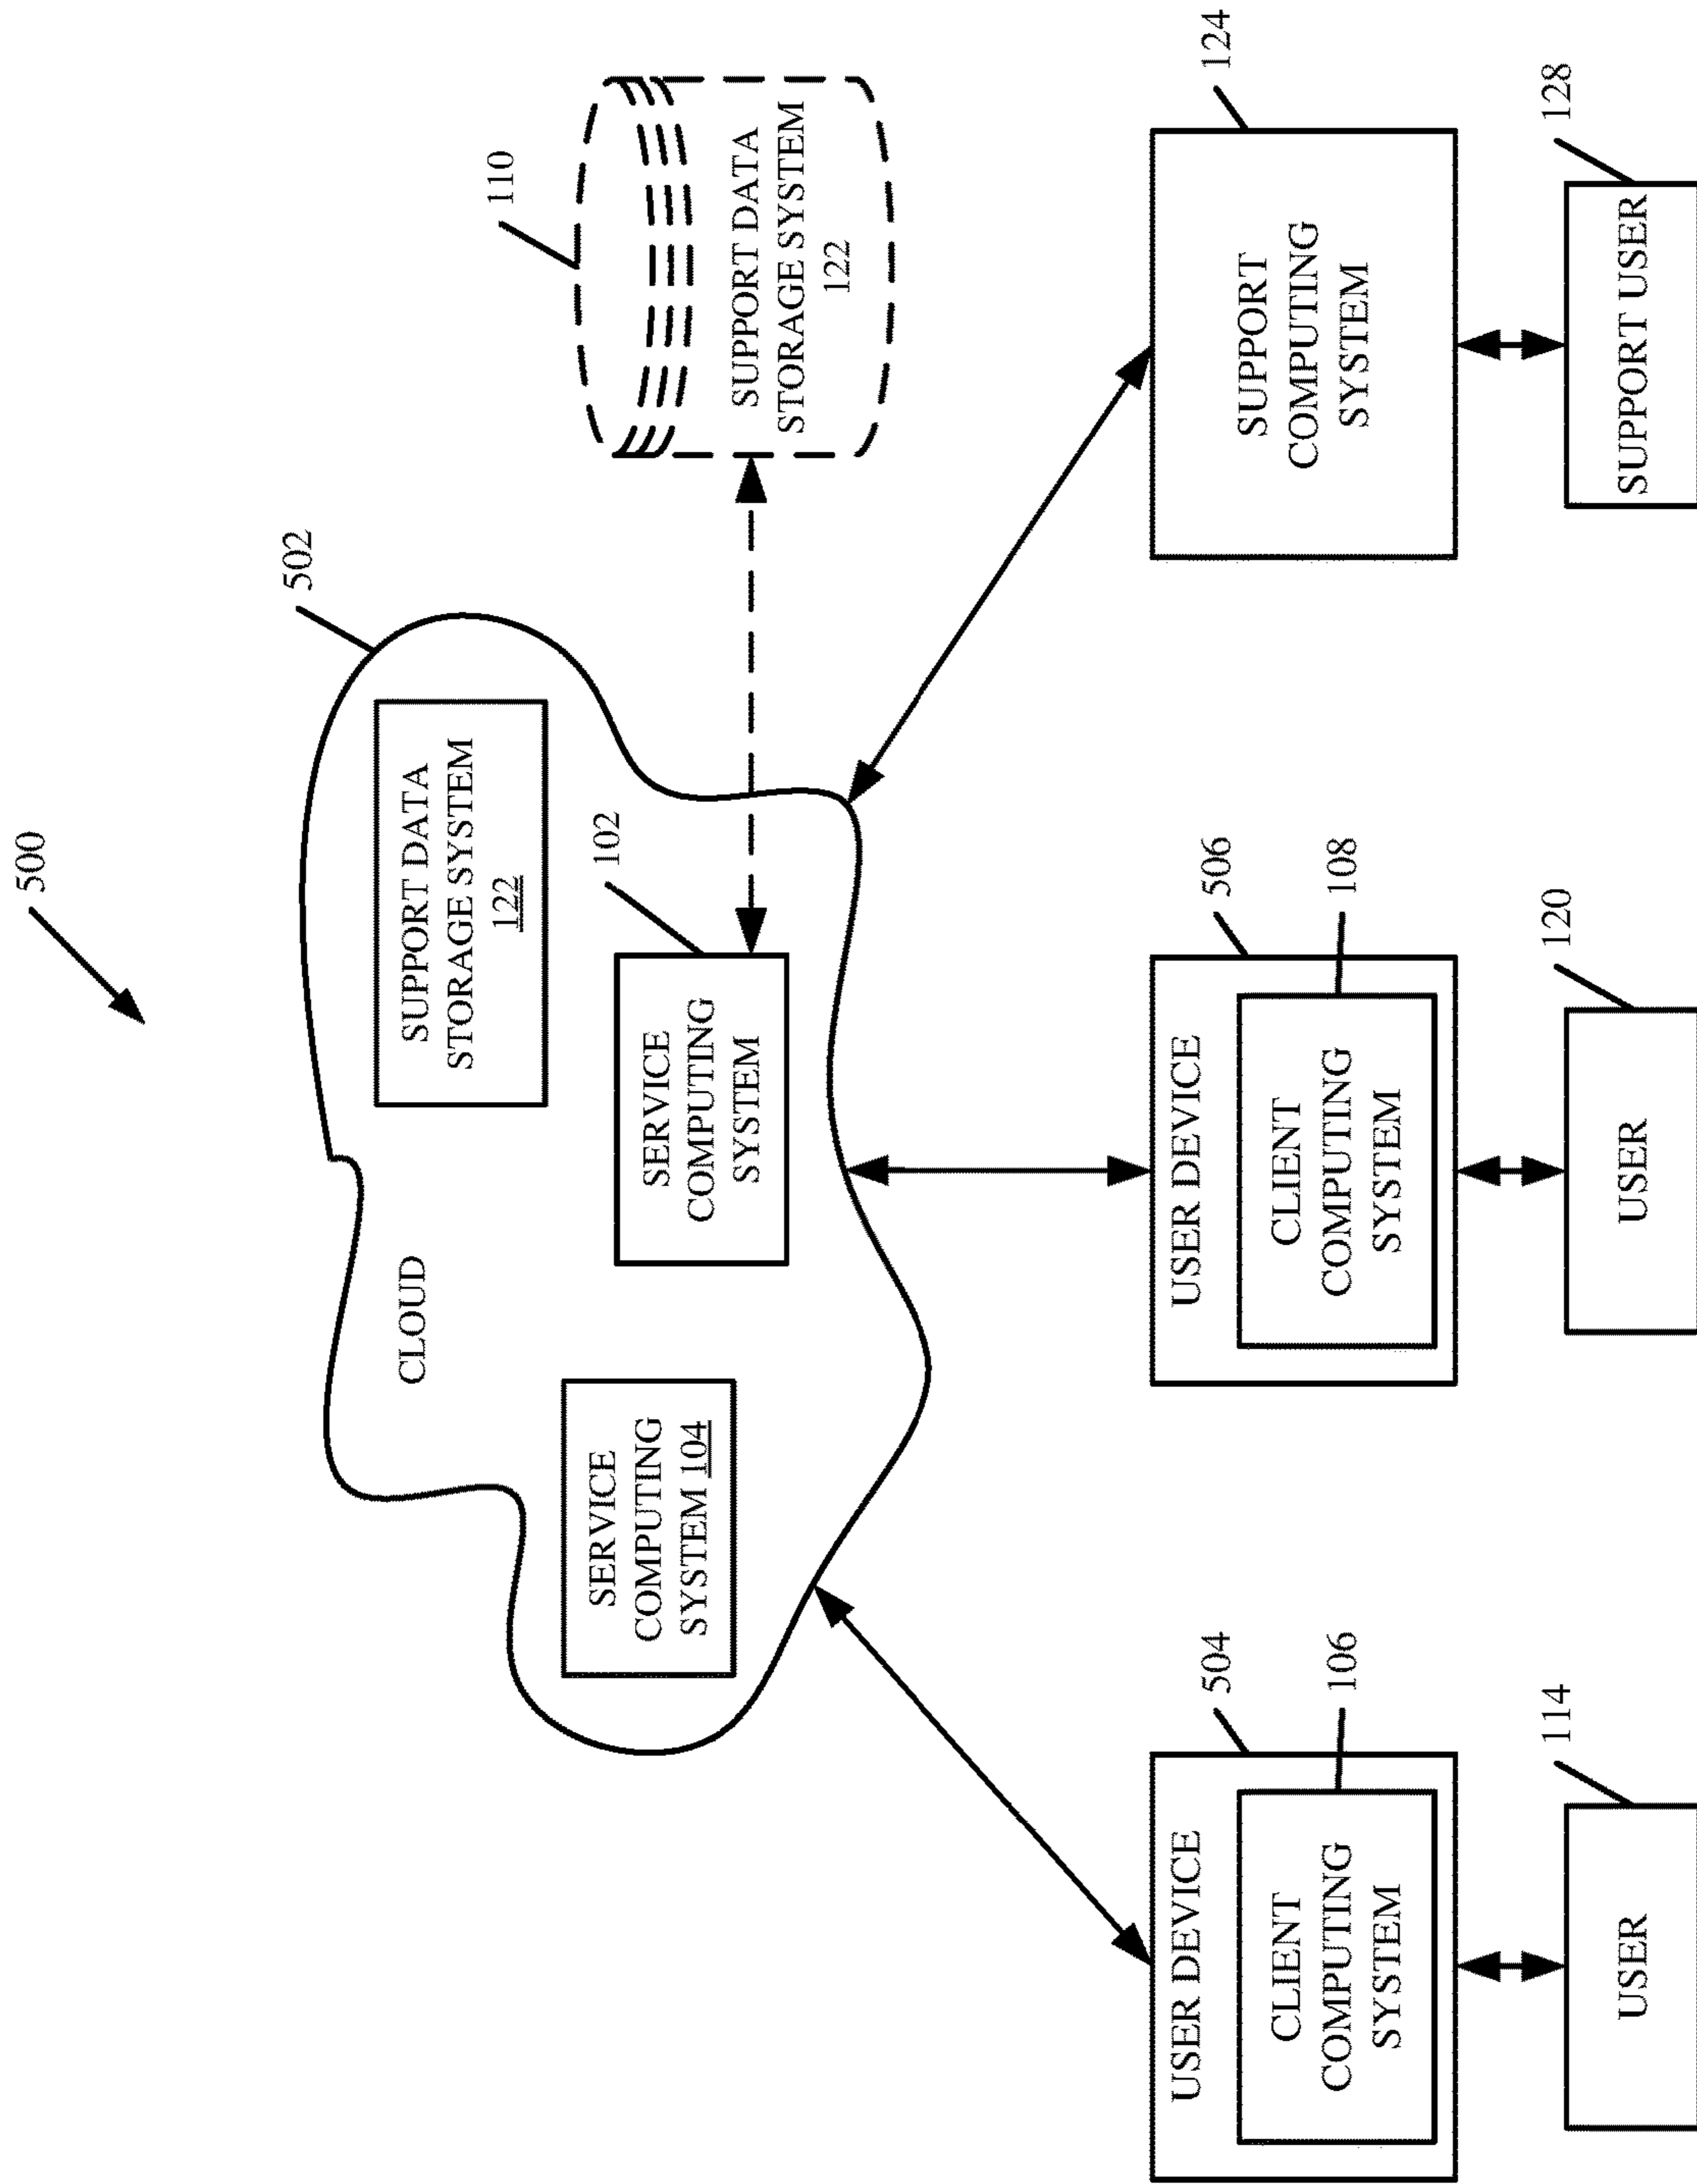 500
502
CLOUD
SUPPORT DATA
STORAGE SYSTEM
122
110
SERVICE
COMPUTING
SYSTEM 104
SERVICE
COMPUTING
SYSTEM
102
SUPPORT DATA
STORAGE SYSTEM
122
USER DEVICE
504
CLIENT
COMPUTING
SYSTEM
106
USER DEVICE
506
CLIENT
COMPUTING
SYSTEM
108
SUPPORT
COMPUTING
SYSTEM
124
USER
114
USER
120
SUPPORT USER
128